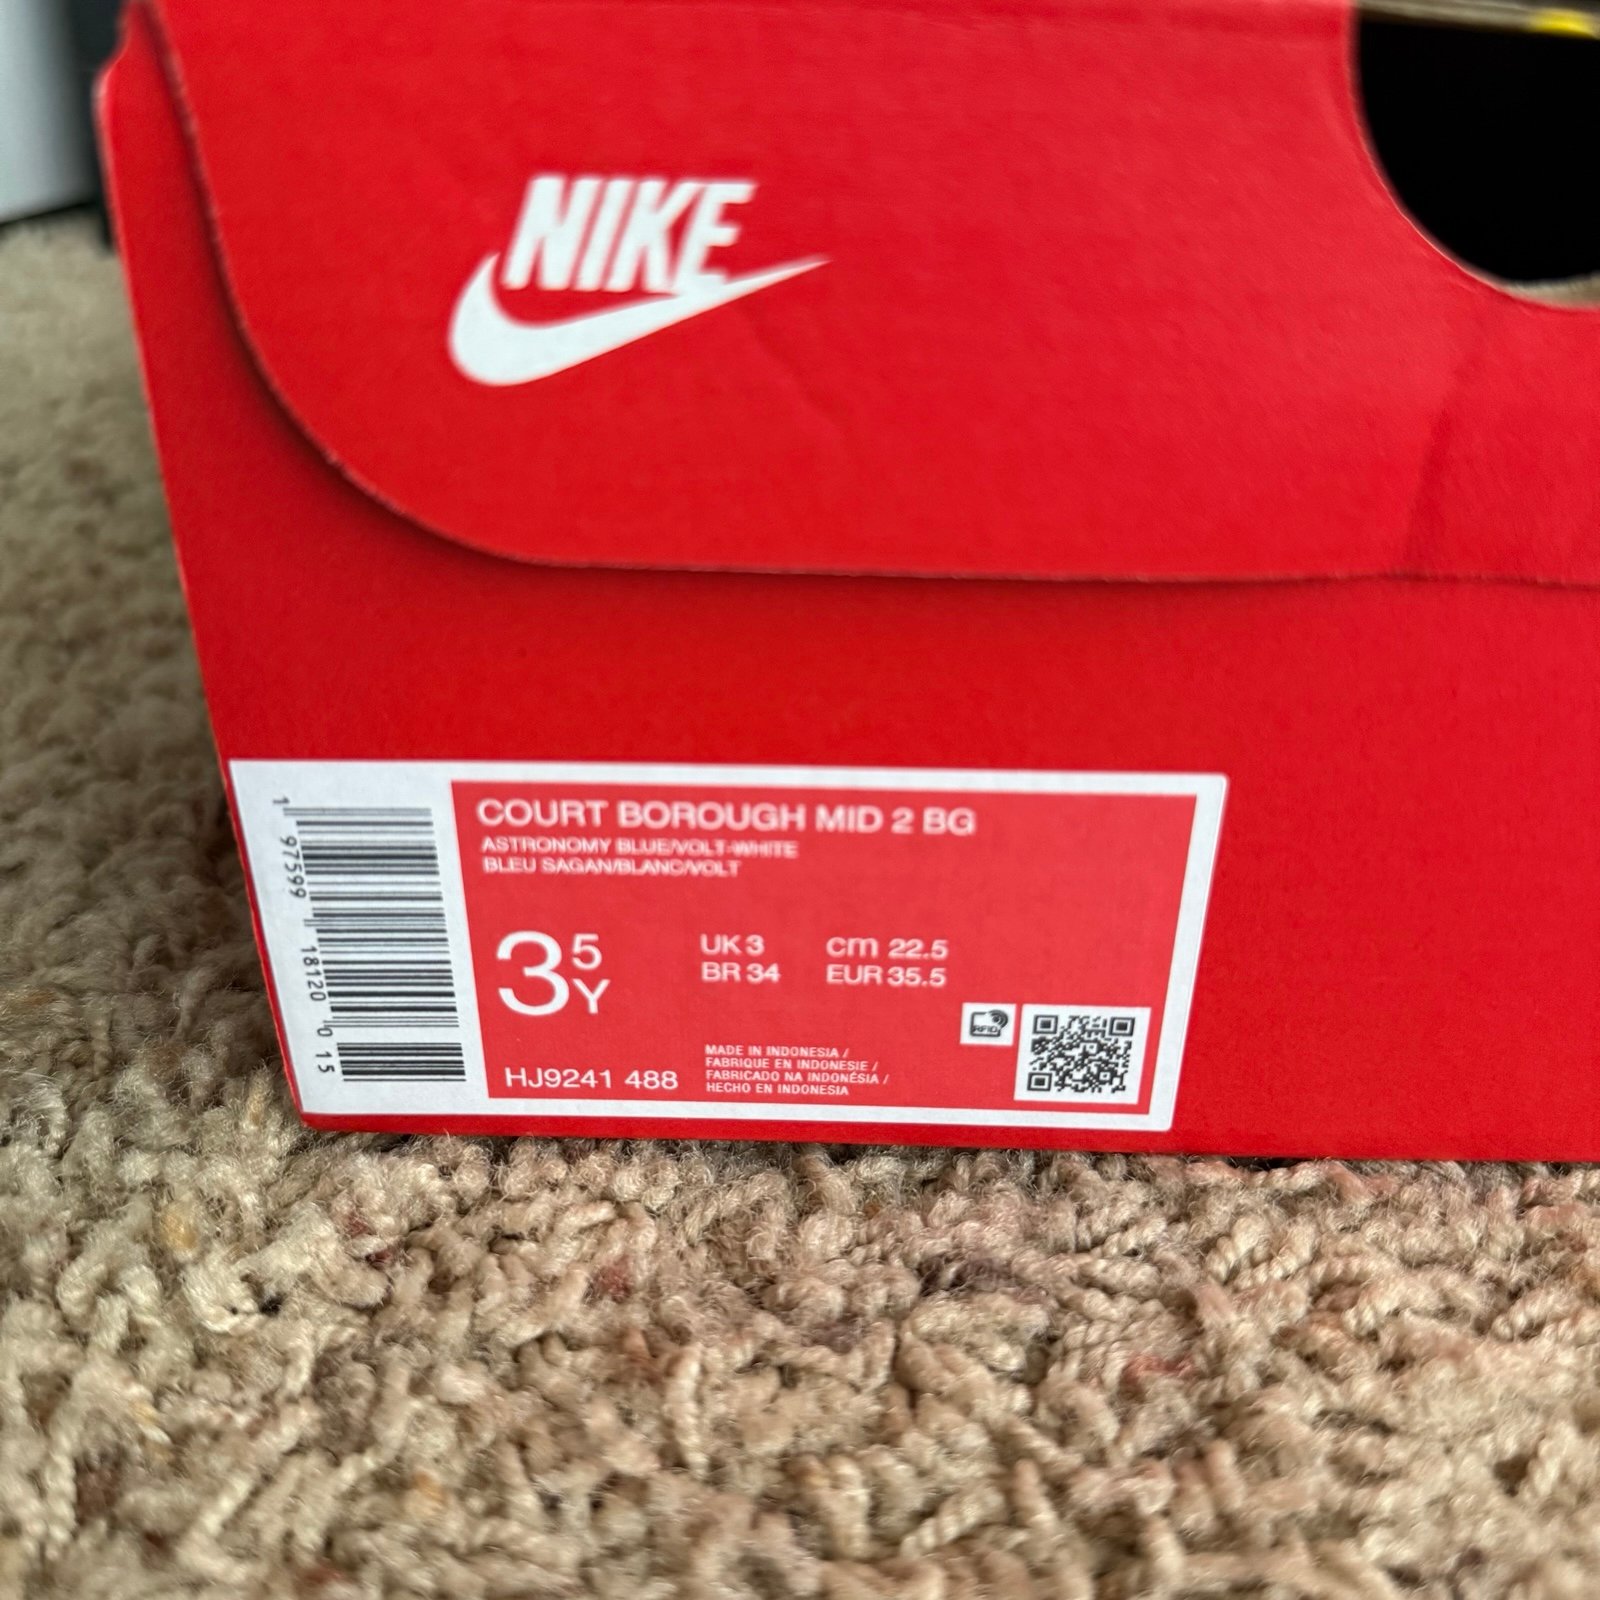 NIKE
COURT BOROUGH MID 2 BG
ASTRONOMY BLUE/VOLT-WHITE
BLEU SAGAN/BLANC/VOLT
3 5 Y
UK 3 cm 22.5
BR 34 EUR 35.5
RFID
HJ9241 488
MADE IN INDONESIA /
FABRIQUE EN INDONESIE /
FABRICADO NA INDONÉSIA /
HECHO EN INDONESIA
1 97599 18120 0 15